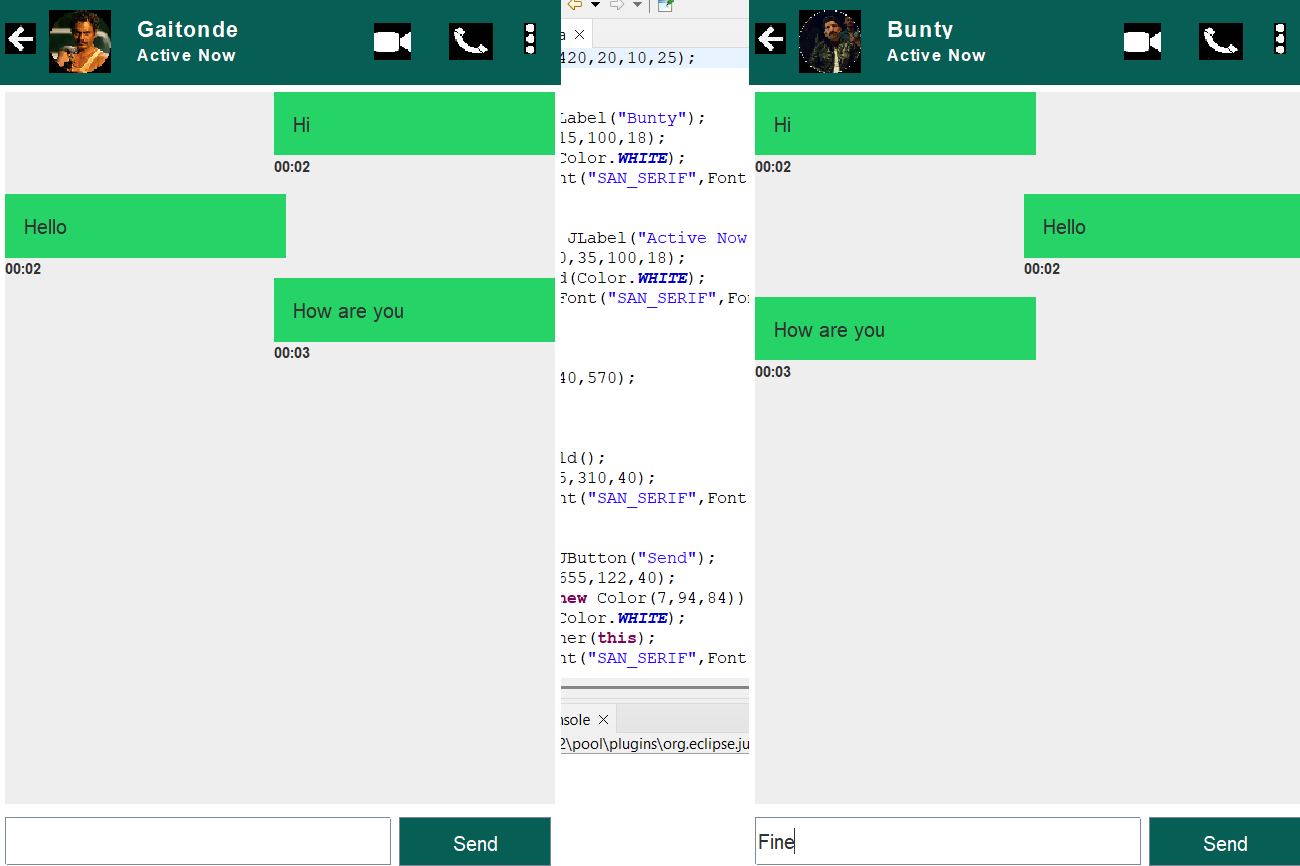 Gaitonde
Active Now
Hi
00:02
Hello
00:02
How are you
00:03
Send
a
420,20,10,25);
Label("Bunty");
15,100,18);
Color.WHITE);
nt("SAN_SERIF",Font
JLabel("Active Now
0,35,100,18);
d(Color.WHITE);
Font("SAN_SERIF",Fon
40,570);
ld();
5,310,40);
nt("SAN_SERIF",Font
JButton("Send");
655,122,40);
new Color(7,94,84))
Color.WHITE);
ner(this);
nt("SAN_SERIF",Font
nsole
2\pool\plugins\org.eclipse.ju
Bunty
Active Now
Hi
00:02
Hello
00:02
How are you
00:03
Fine
Send